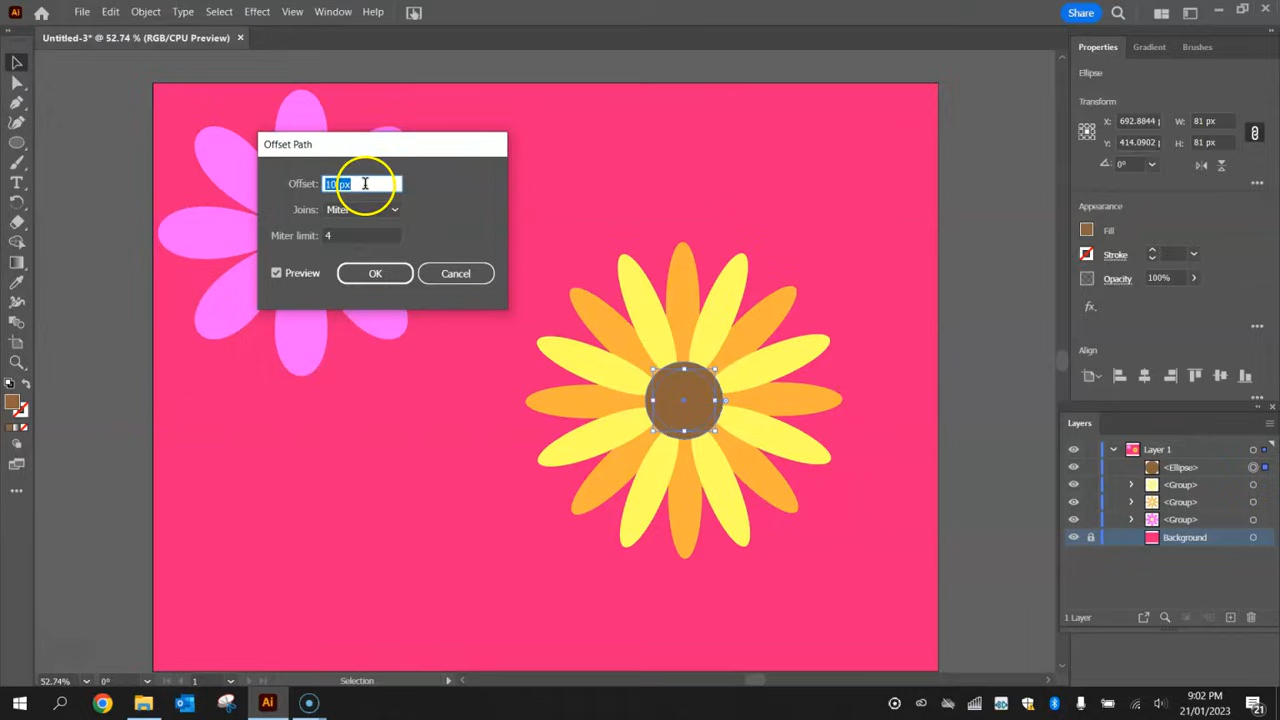 Ai File Edit Object Type Select Effect View Window Help Share
Untitled-3* @ 52.74 % (RGB/CPU Preview) ×
Properties Gradient Brushes
Ellipse
Transform
X: 692.8844 W: 81 px
Y: 414.0902 H: 81 px
0°
Appearance
Fill
Stroke
Opacity 100%
fx.
Align
Offset Path
Offset: 10 px
Joins: Miter
Miter limit: 4
Preview OK Cancel
Layers
Layer 1
<Ellipse>
<Group>
<Group>
<Group>
Background
1 Layer
52.74% 0° 1 Selection
Ai
9:02 PM
21/01/2023
21